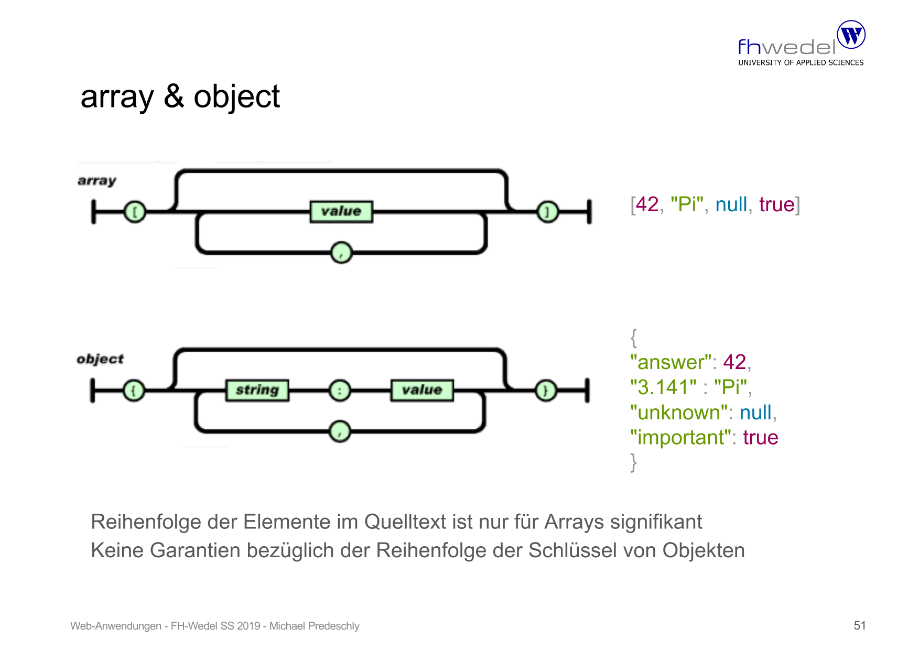 fhwedel
UNIVERSITY OF APPLIED SCIENCES
array & object
array
[ value ]
,
[42, "Pi", null, true]
object
{ string : value }
,
{
"answer": 42,
"3.141" : "Pi",
"unknown": null,
"important": true
}
Reihenfolge der Elemente im Quelltext ist nur für Arrays signifikant
Keine Garantien bezüglich der Reihenfolge der Schlüssel von Objekten
Web-Anwendungen - FH-Wedel SS 2019 - Michael Predeschly
51